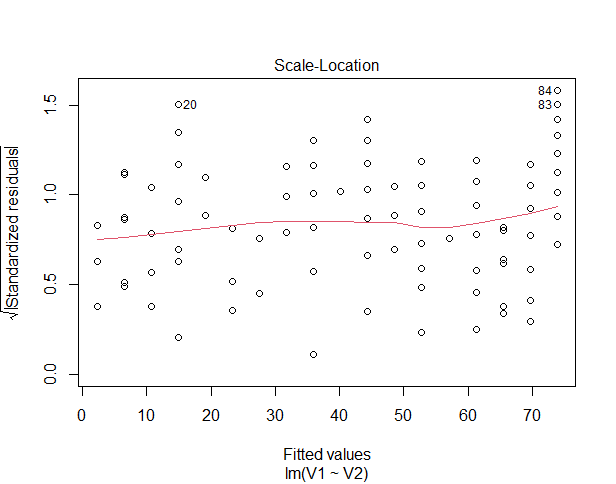 Scale-Location
√|Standardized residuals|
1.5
1.0
0.5
0.0
20
84
83
0 10 20 30 40 50 60 70
Fitted values
lm(V1 ~ V2)